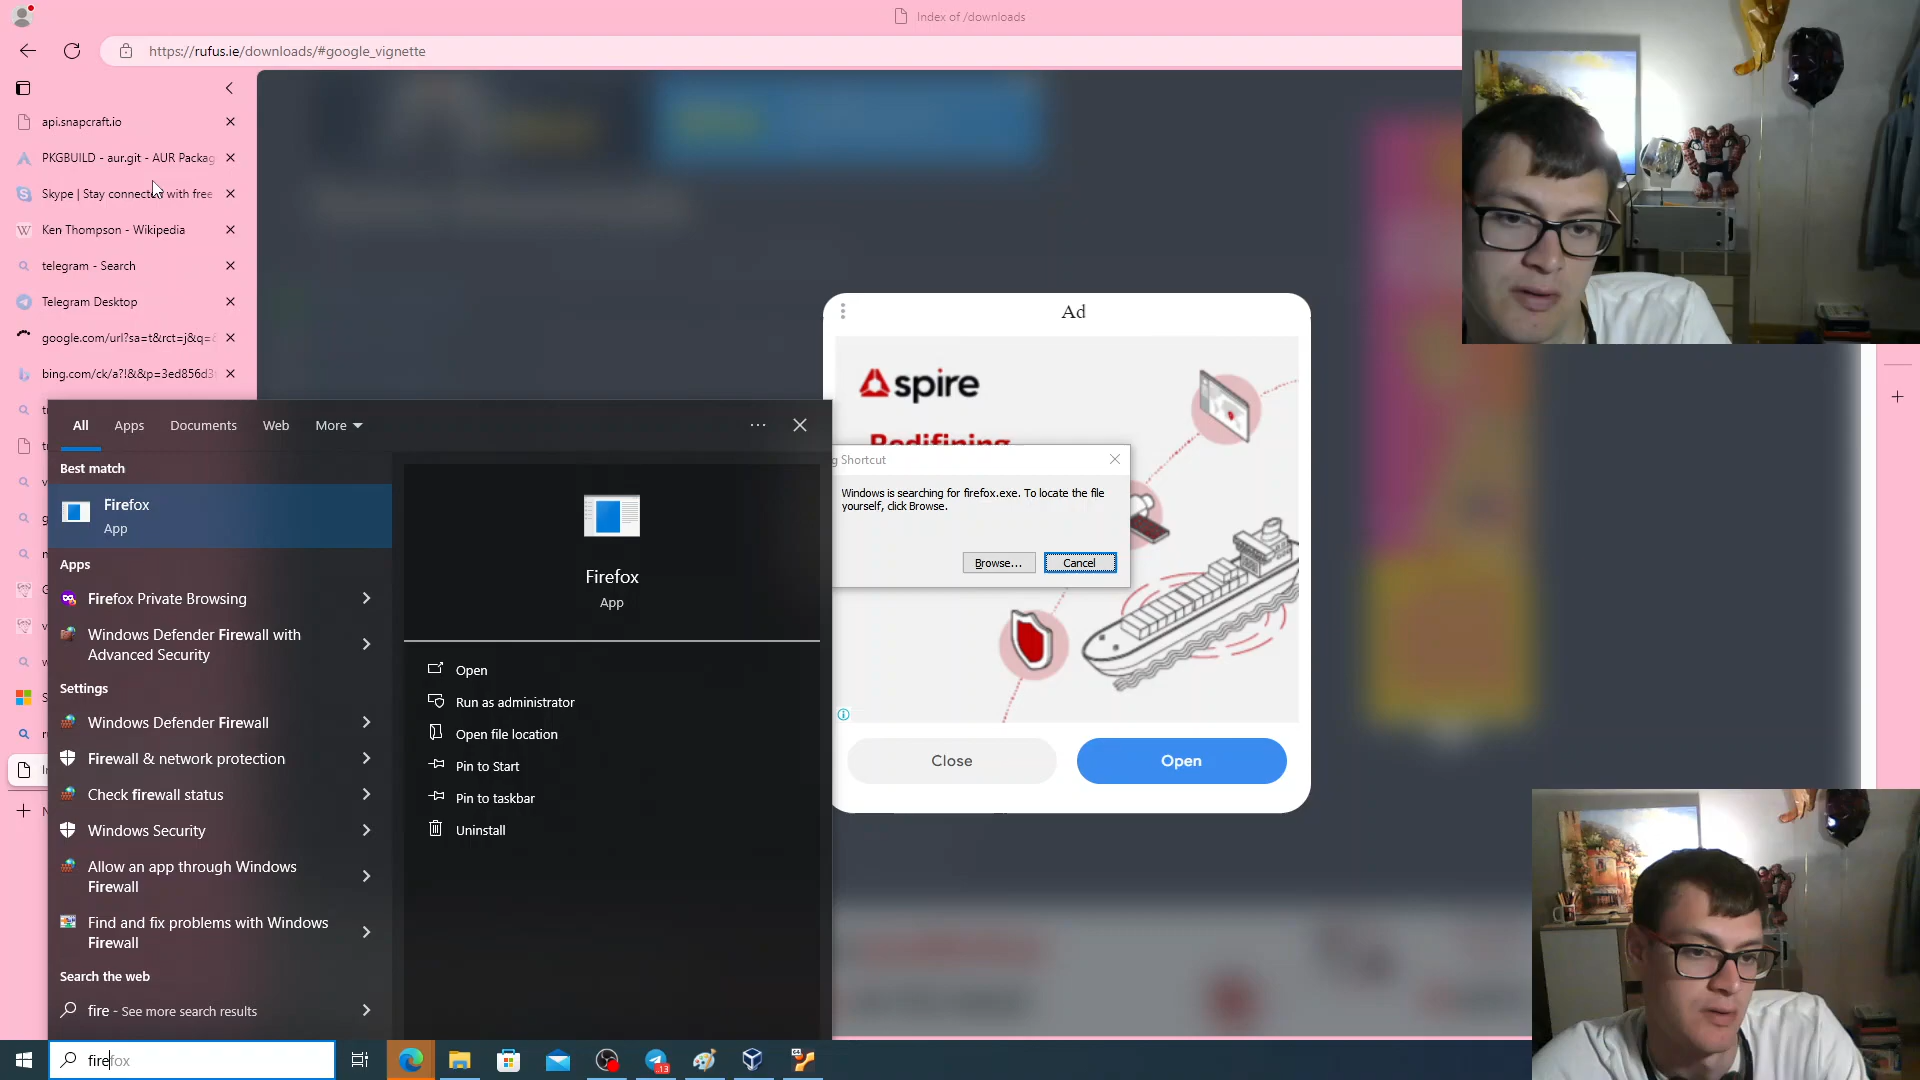 Index of /downloads
https://rufus.ie/downloads/#google_vignette
api.snapcraft.io
PKGBUILD - aur.git - AUR Packag
Skype | Stay connected with free
Ken Thompson - Wikipedia
telegram - Search
Telegram Desktop
google.com/url?sa=t&rct=j&q=&
bing.com/ck/a?!&&p=3ed856d3
All
Apps
Documents
Web
More
Best match
Firefox
App
Apps
Firefox Private Browsing
Windows Defender Firewall with
Advanced Security
Settings
Windows Defender Firewall
Firewall & network protection
Check firewall status
Windows Security
Allow an app through Windows
Firewall
Find and fix problems with Windows
Firewall
Search the web
fire - See more search results
firefox
Firefox
App
Open
Run as administrator
Open file location
Pin to Start
Pin to taskbar
Uninstall
Ad
spire
Redifining
g Shortcut
Windows is searching for firefox.exe. To locate the file
yourself, click Browse.
Browse...
Cancel
Close
Open
13